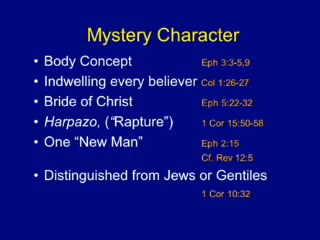 Mystery Character
• Body Concept Eph 3:3-5,9
• Indwelling every believer Col 1:26-27
• Bride of Christ Eph 5:22-32
• Harpazo, (“Rapture”) 1 Cor 15:50-58
• One “New Man” Eph 2:15
Cf. Rev 12:5
• Distinguished from Jews or Gentiles
1 Cor 10:32